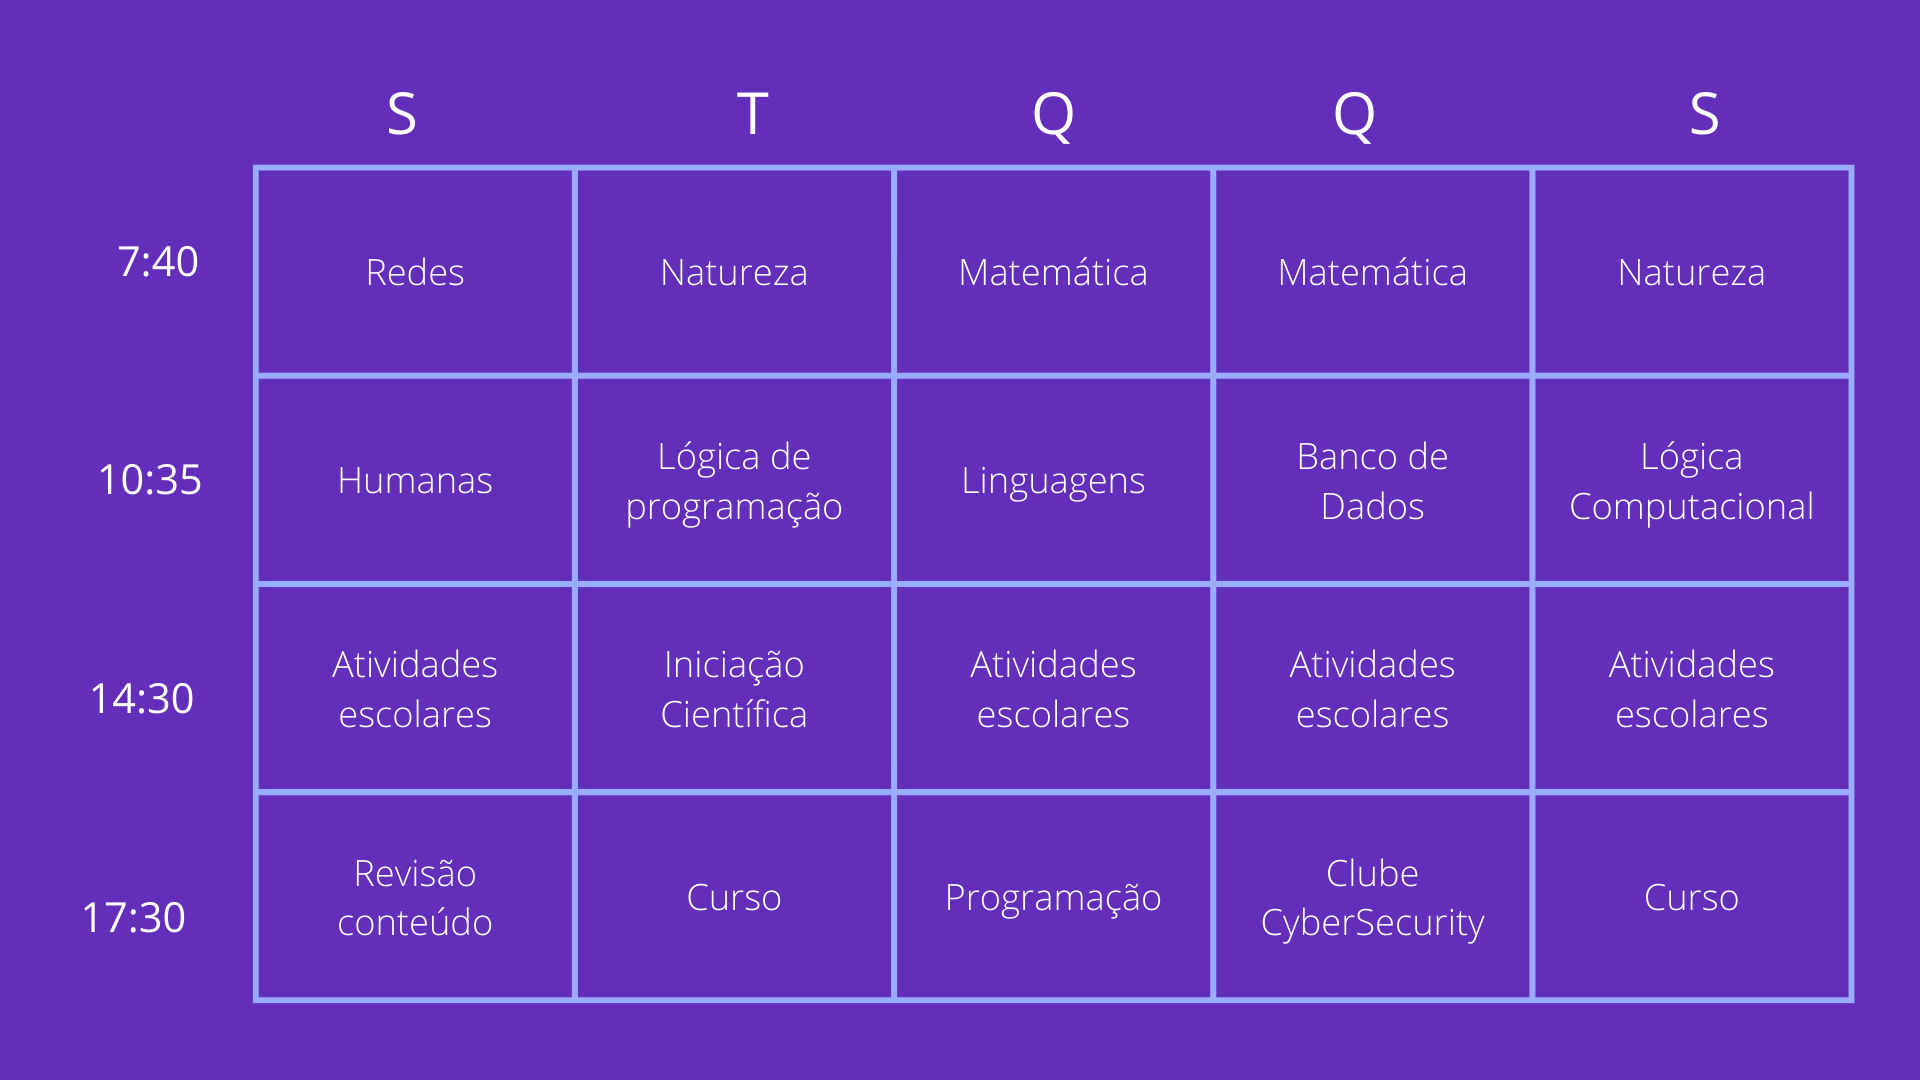 S T Q Q S
7:40 Redes Natureza Matemática Matemática Natureza
10:35 Humanas Lógica de programação Linguagens Banco de Dados Lógica Computacional
14:30 Atividades escolares Iniciação Científica Atividades escolares Atividades escolares Atividades escolares
17:30 Revisão conteúdo Curso Programação Clube CyberSecurity Curso